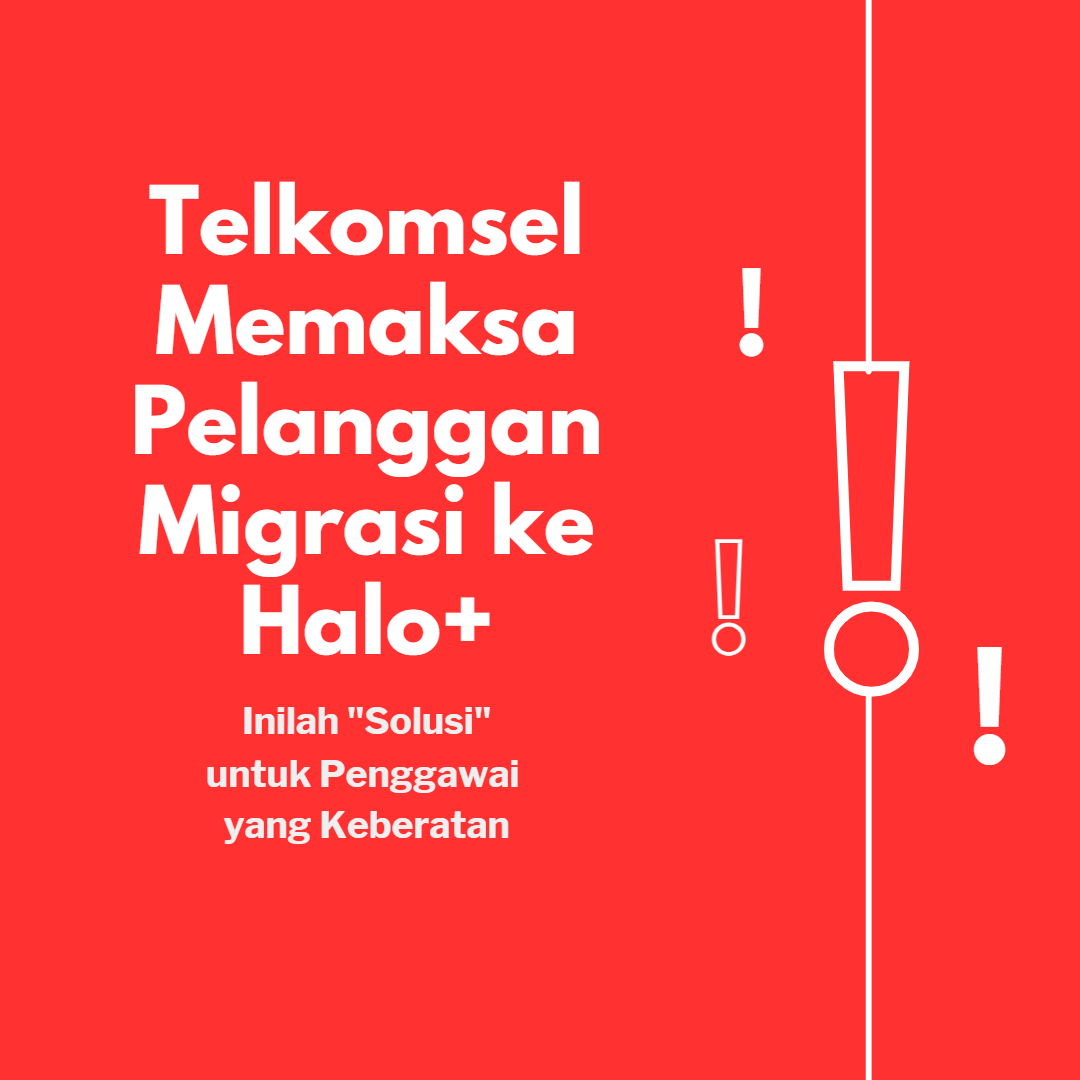 Telkomsel
Memaksa
Pelanggan
Migrasi ke
Halo+
Inilah "Solusi"
untuk Penggawai
yang Keberatan
!
!
!
!